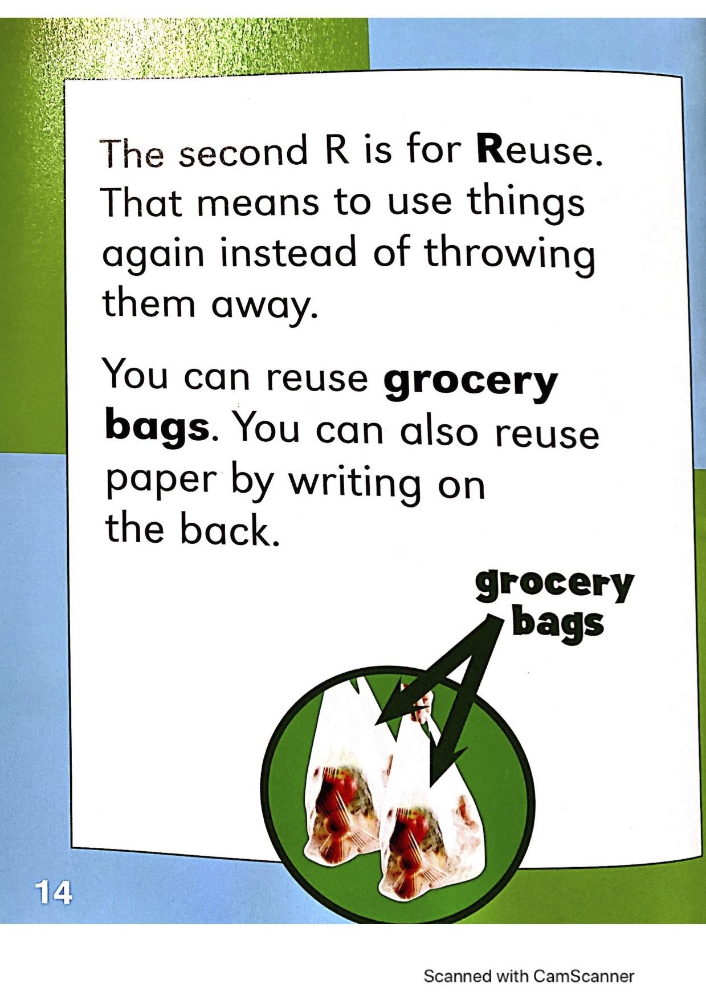 The second R is for Reuse.
That means to use things
again instead of throwing
them away.
You can reuse grocery
bags. You can also reuse
paper by writing on
the back.
grocery
bags
14
Scanned with CamScanner